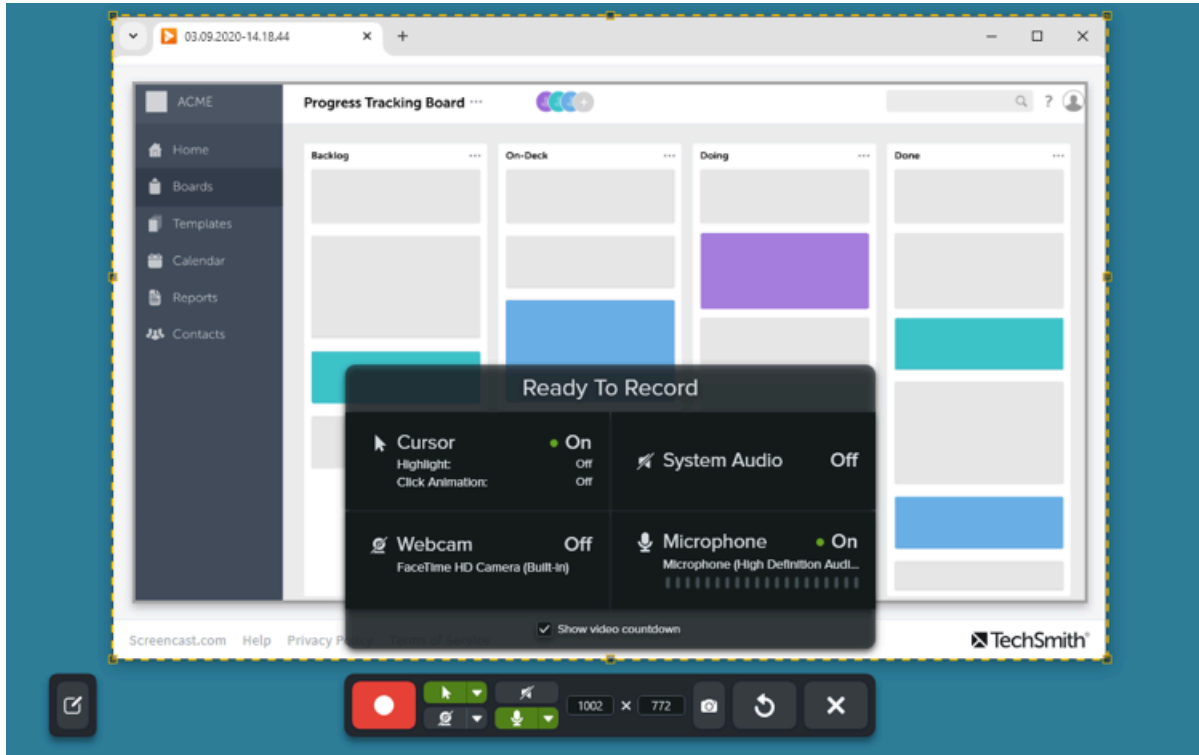 03.09.2020-14.18.44
ACME
Progress Tracking Board ...
?
Home
Boards
Templates
Calendar
Reports
Contacts
Backlog ...
On-Deck ...
Doing ...
Done ...
Ready To Record
Cursor On
Highlight: Off
Click Animation: Off
System Audio Off
Webcam Off
FaceTime HD Camera (Built-in)
Microphone On
Microphone (High Definition Audi...
Show video countdown
Screencast.com Help Privacy Policy Terms of Service
TechSmith®
1002 × 772